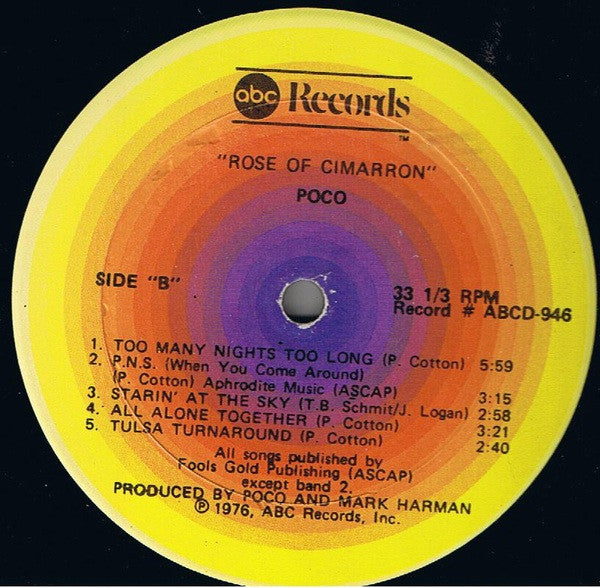 abc Records
TM
"ROSE OF CIMARRON"
POCO
SIDE "B"
33 1/3 RPM
Record # ABCD-946
1. TOO MANY NIGHTS TOO LONG (P. Cotton) 5:59
2. P.N.S. (When You Come Around)
(P. Cotton) Aphrodite Music (ASCAP) 3:15
3. STARIN' AT THE SKY (T.B. Schmit/J. Logan) 2:58
4. ALL ALONE TOGETHER (P. Cotton) 3:21
5. TULSA TURNAROUND (P. Cotton) 2:40
All songs published by
Fools Gold Publishing (ASCAP)
except band 2.
PRODUCED BY POCO AND MARK HARMAN
℗ 1976, ABC Records, Inc.